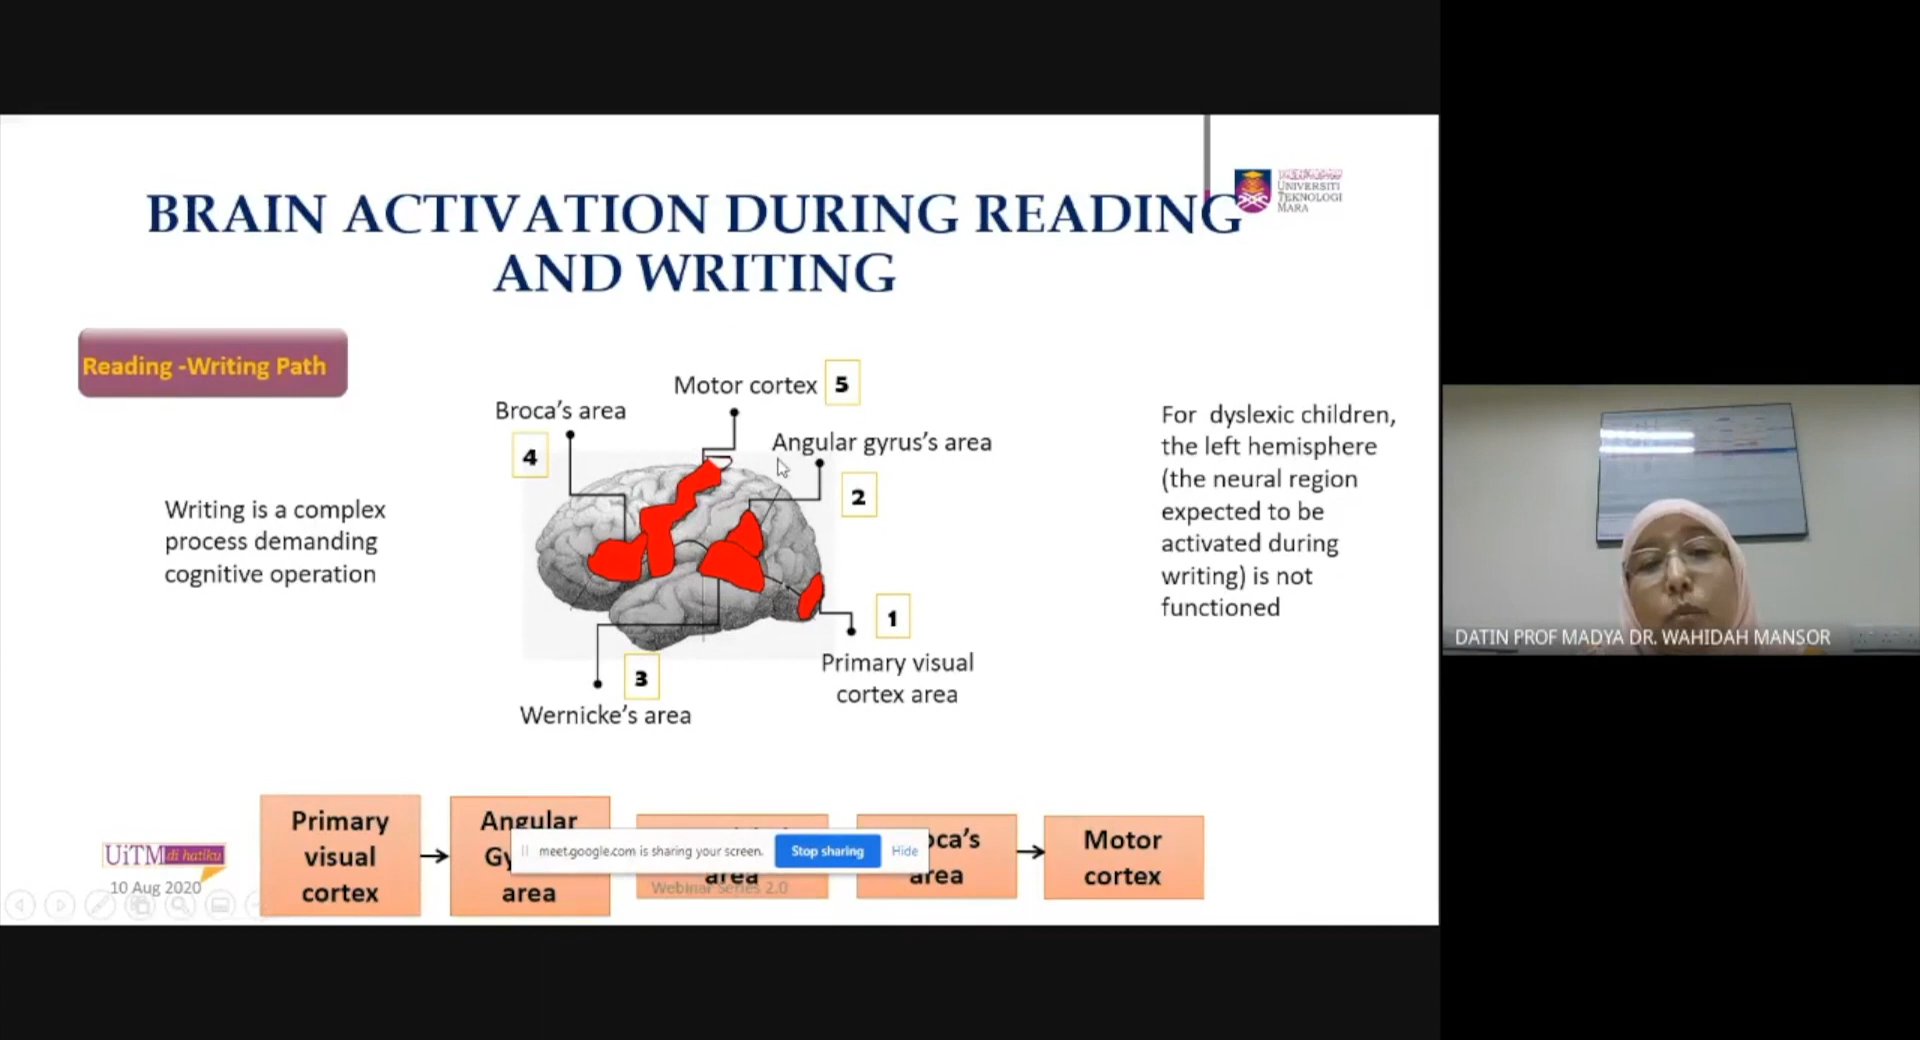 BRAIN ACTIVATION DURING READING
AND WRITING
UNIVERSITI
TEKNOLOGI
MARA
Reading -Writing Path
Motor cortex 5
Broca's area
4
Angular gyrus's area
2
Writing is a complex
process demanding
cognitive operation
For dyslexic children,
the left hemisphere
(the neural region
expected to be
activated during
writing) is not
functioned
1
Primary visual
cortex area
3
Wernicke's area
DATIN PROF MADYA DR. WAHIDAH MANSOR
Primary
visual
cortex
Angular
Gy
area
area
oca's
area
Motor
cortex
meet.google.com is sharing your screen.
Stop sharing
Hide
UiTM di hatiku
10 Aug 2020
Webinar Series 2.0